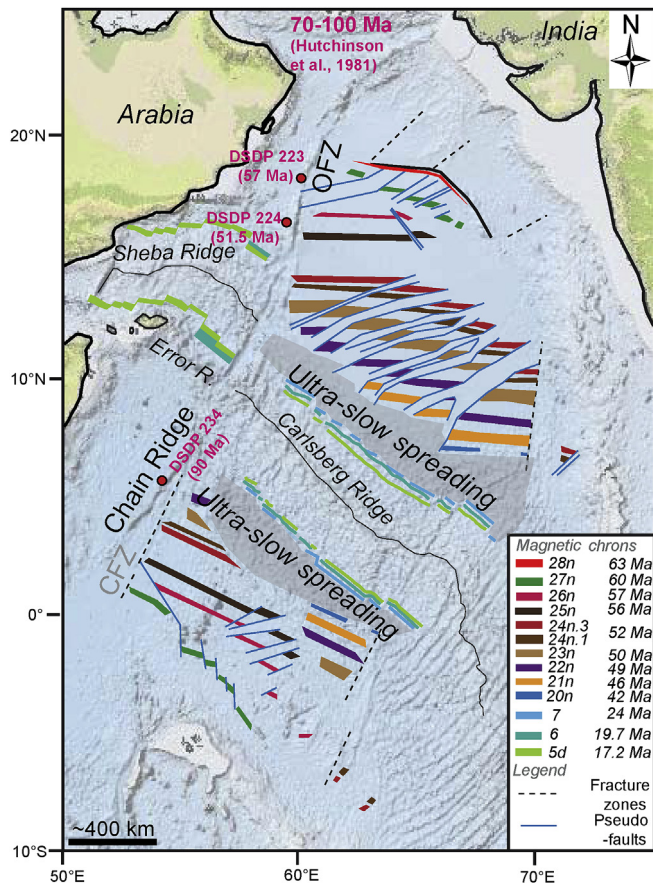 70-100 Ma
(Hutchinson
et al., 1981)
India
N
Arabia
20°N
DSDP 223
(57 Ma)
OFZ
DSDP 224
(51.5 Ma)
Sheba Ridge
Error R.
10°N
Ultra-slow spreading
Carlsberg Ridge
Chain Ridge
DSDP 234
(90 Ma)
CFZ
Ultra-slow spreading
0°
Magnetic chrons
28n 63 Ma
27n 60 Ma
26n 57 Ma
25n 56 Ma
24n.3
24n.1 52 Ma
23n 50 Ma
22n 49 Ma
21n 46 Ma
20n 42 Ma
7 24 Ma
6 19.7 Ma
5d 17.2 Ma
Legend
Fracture
zones
Pseudo
-faults
~400 km
10°S
50°E
60°E
70°E